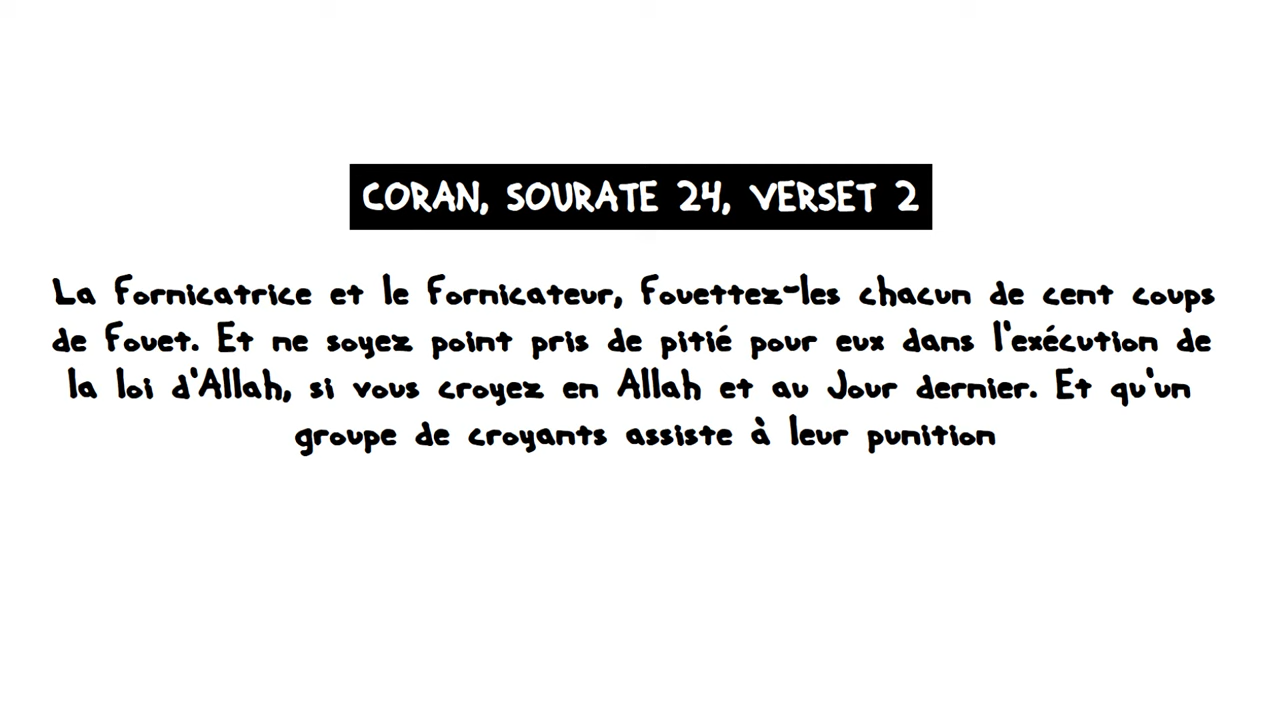 CORAN, SOURATE 24, VERSET 2
La fornicatrice et le fornicateur, fouettez-les chacun de cent coups
de fouet. Et ne soyez point pris de pitié pour eux dans l'exécution de
la loi d'Allah, si vous croyez en Allah et au Jour dernier. Et qu'un
groupe de croyants assiste à leur punition